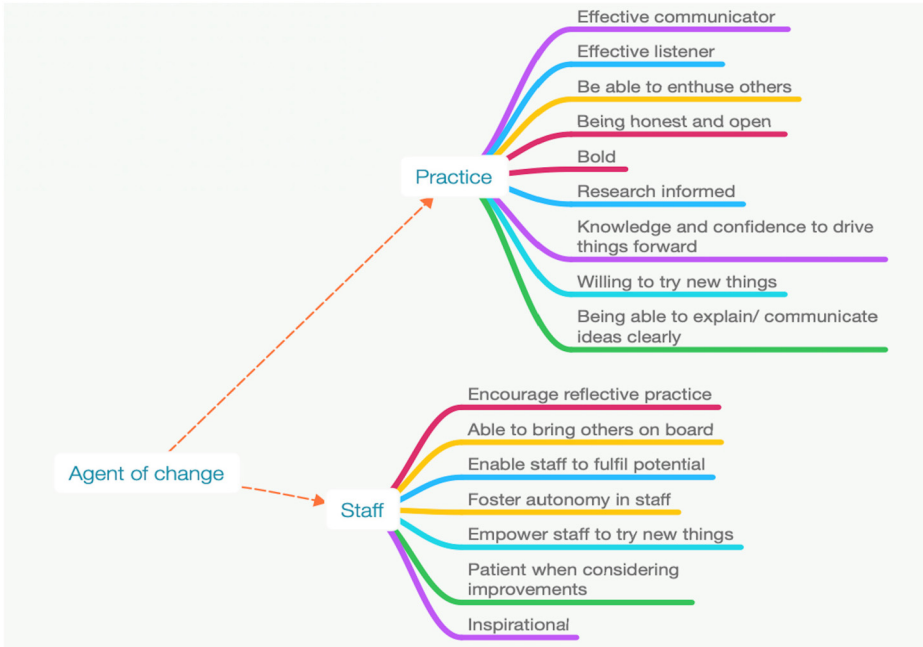 Effective communicator
Effective listener
Be able to enthuse others
Being honest and open
Bold
Practice
Research informed
Knowledge and confidence to drive
things forward
Willing to try new things
Being able to explain/ communicate
ideas clearly
Agent of change
Encourage reflective practice
Able to bring others on board
Enable staff to fulfil potential
Staff
Foster autonomy in staff
Empower staff to try new things
Patient when considering
improvements
Inspirational